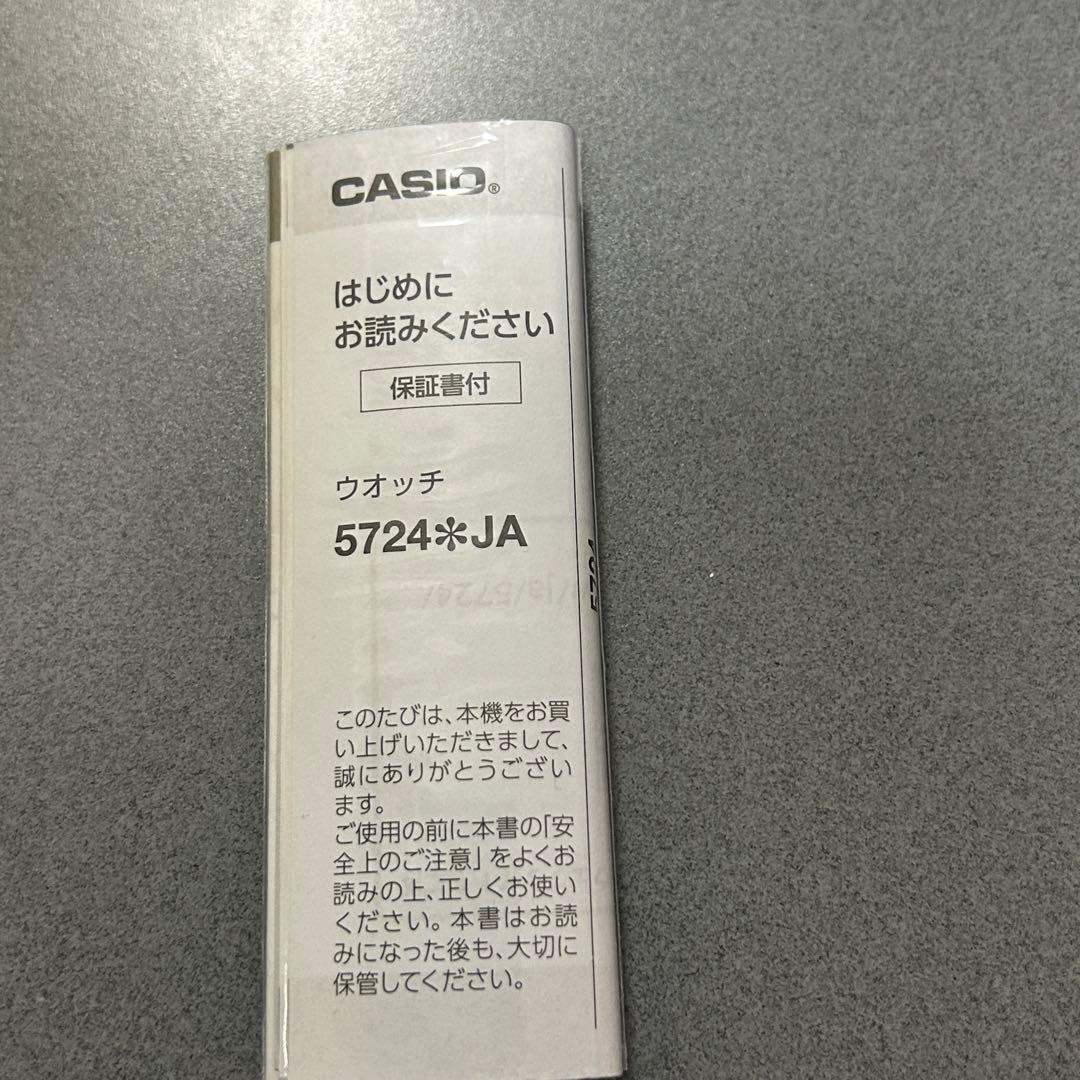 CASIO®
はじめに
お読みください
保証書付
ウオッチ
5724✻JA
5724
このたびは、本機をお買
い上げいただきまして、
誠にありがとうござい
ます。
ご使用の前に本書の「安
全上のご注意」をよくお
読みの上、正しくお使い
ください。本書はお読
みになった後も、大切に
保管してください。